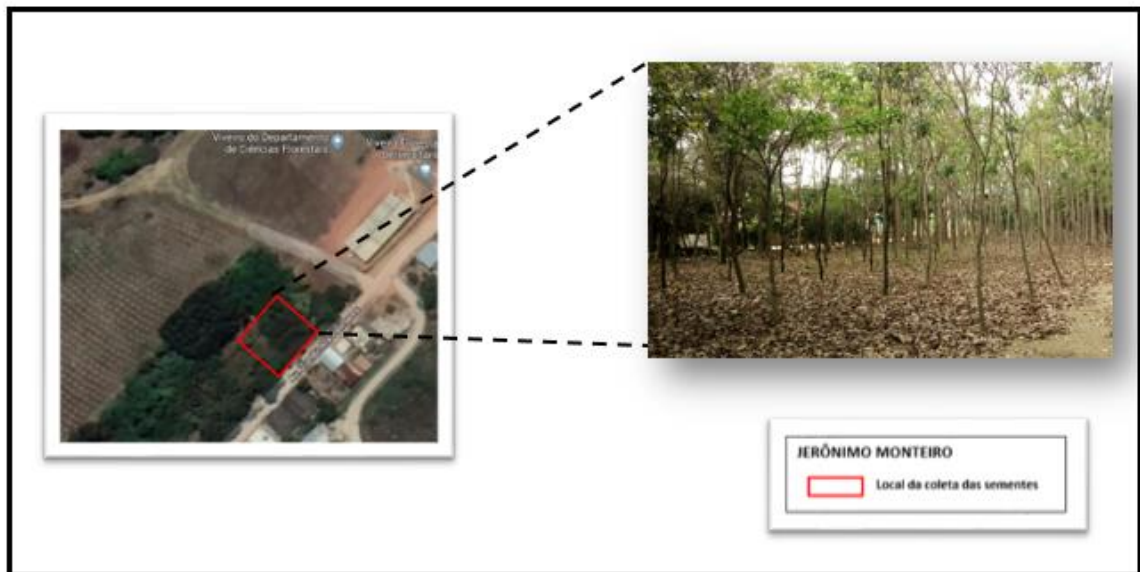 Viveiro do Departamento
de Ciências Florestais
JERÔNIMO MONTEIRO
Local da coleta das sementes